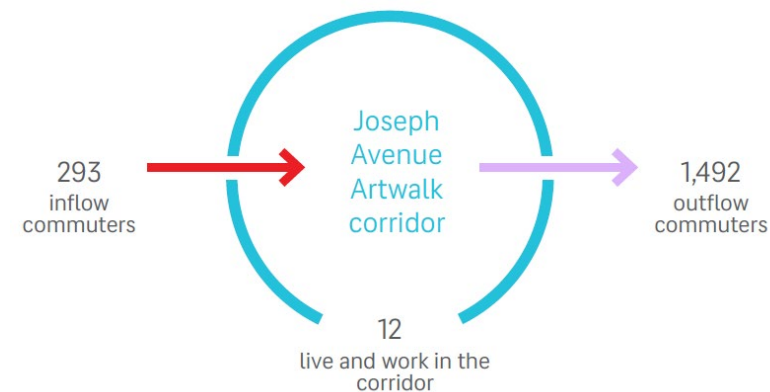 Joseph
Avenue
Artwalk
corridor
293
inflow
commuters
1,492
outflow
commuters
12
live and work in the
corridor